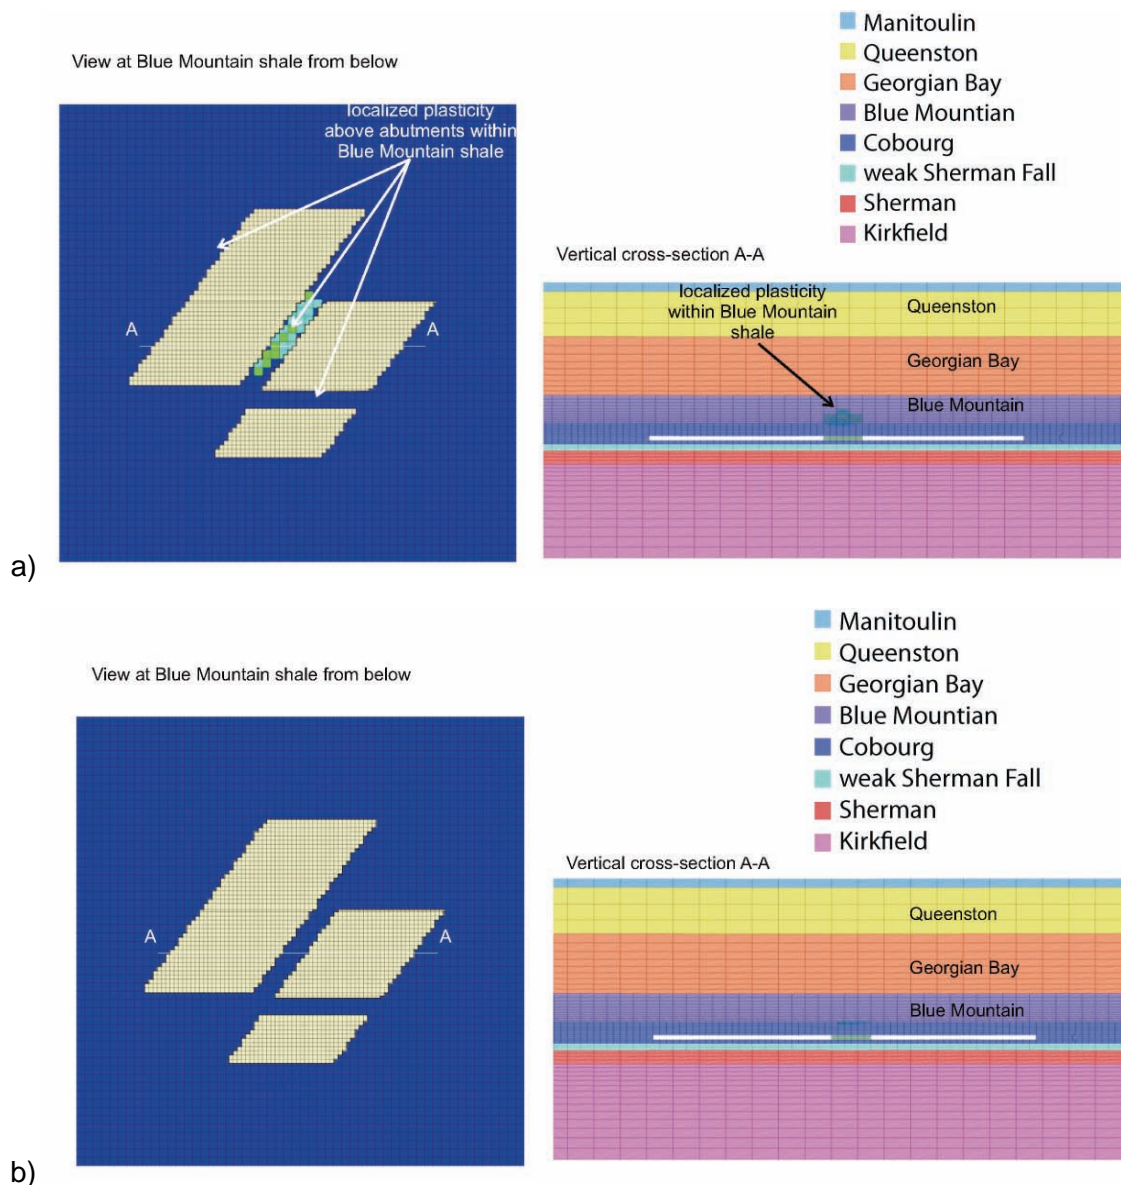 Manitoulin
Queenston
Georgian Bay
Blue Mountian
Cobourg
weak Sherman Fall
Sherman
Kirkfield
View at Blue Mountain shale from below
localized plasticity
above abutments within
Blue Mountain shale
A
A
Vertical cross-section A-A
localized plasticity
within Blue Mountain
shale
Queenston
Georgian Bay
Blue Mountain
a)
Manitoulin
Queenston
Georgian Bay
Blue Mountian
Cobourg
weak Sherman Fall
Sherman
Kirkfield
View at Blue Mountain shale from below
A
A
Vertical cross-section A-A
Queenston
Georgian Bay
Blue Mountain
b)